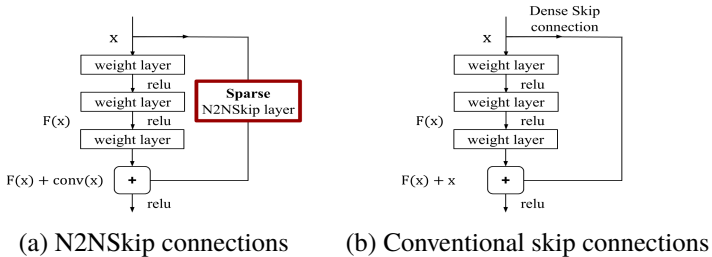 x
weight layer
relu
weight layer
F(x)
relu
weight layer
Sparse
N2NSkip layer
F(x) + conv(x)
+
relu
(a) N2NSkip connections
Dense Skip
connection
x
weight layer
relu
weight layer
F(x)
relu
weight layer
F(x) + x
+
relu
(b) Conventional skip connections